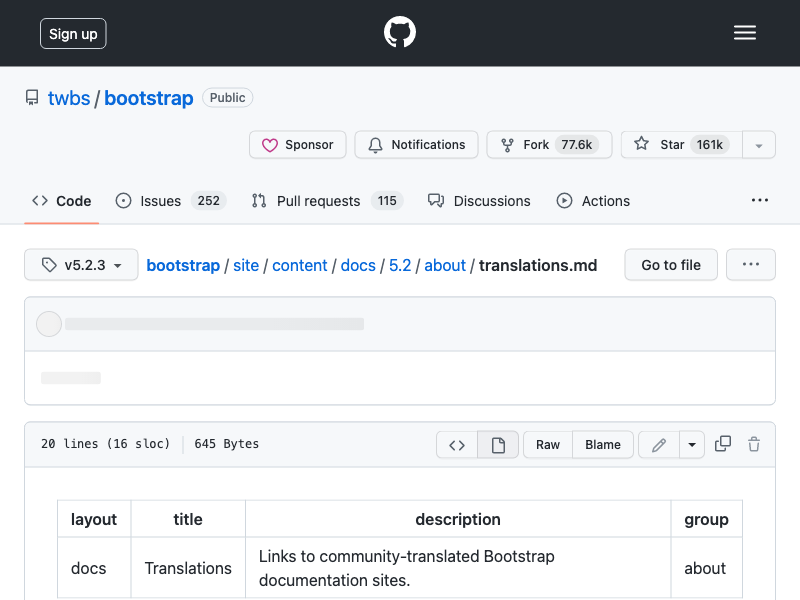 Sign up
twbs / bootstrap Public
Sponsor Notifications Fork 77.6k Star 161k
Code Issues 252 Pull requests 115 Discussions Actions
v5.2.3 bootstrap / site / content / docs / 5.2 / about / translations.md Go to file
20 lines (16 sloc) 645 Bytes Raw Blame
layout title description group
docs Translations Links to community-translated Bootstrap about
documentation sites.